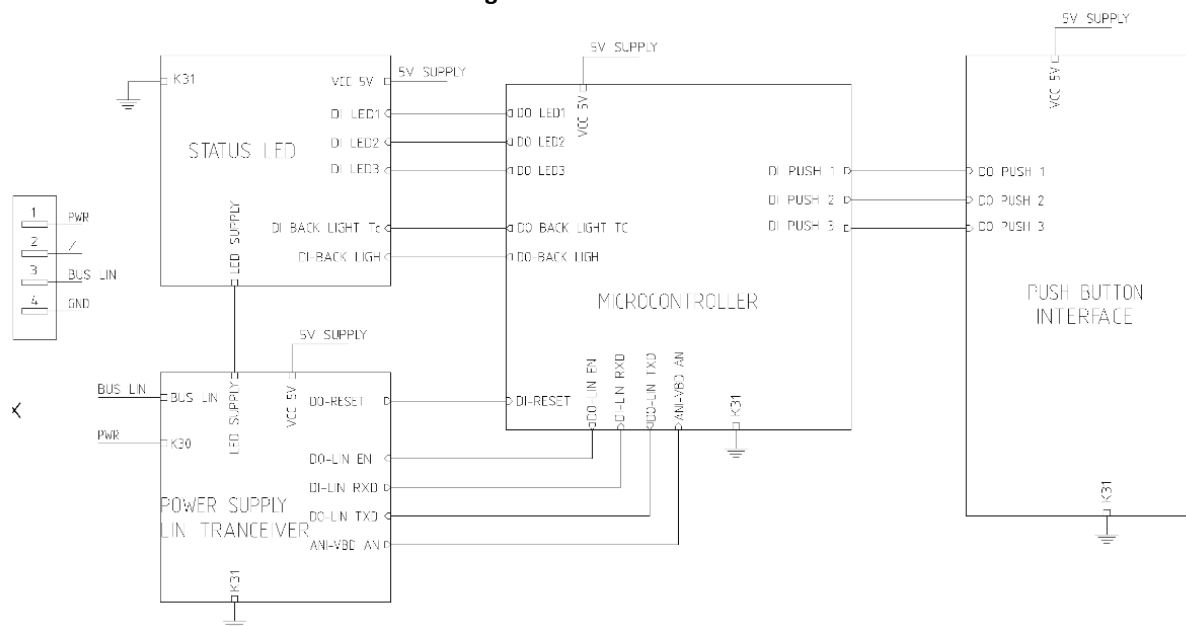 5V SUPPLY
5V SUPPLY
K31
VCC 5V
5V SUPPLY
DI LED1
DI LED2
DI LED3
STATUS LED
DI BACK LIGHT Tc
DI-BACK LIGH
LED SUPPLY
1 PWR
2 /
3 BUS LIN
4 GND
VCC 5V
DO LED1
DO LED2
DO LED3
DO BACK LIGHT TC
DO-BACK LIGH
MICROCONTROLLER
DI PUSH 1
DI PUSH 2
DI PUSH 3
DI-RESET
DO-LIN EN
DI-LIN RXD
DO-LIN TXD
ANI-VBD AN
K31
VCC 5V
DO PUSH 1
DO PUSH 2
DO PUSH 3
PUSH BUTTON
INTERFACE
K31
5V SUPPLY
BUS LIN
BUS LIN
LED SUPPLY
VCC 5V
DO-RESET
PWR
K30
DO-LIN EN
DI-LIN RXD
DO-LIN TXD
ANI-VBD AN
POWER SUPPLY
LIN TRANCEIVER
K31